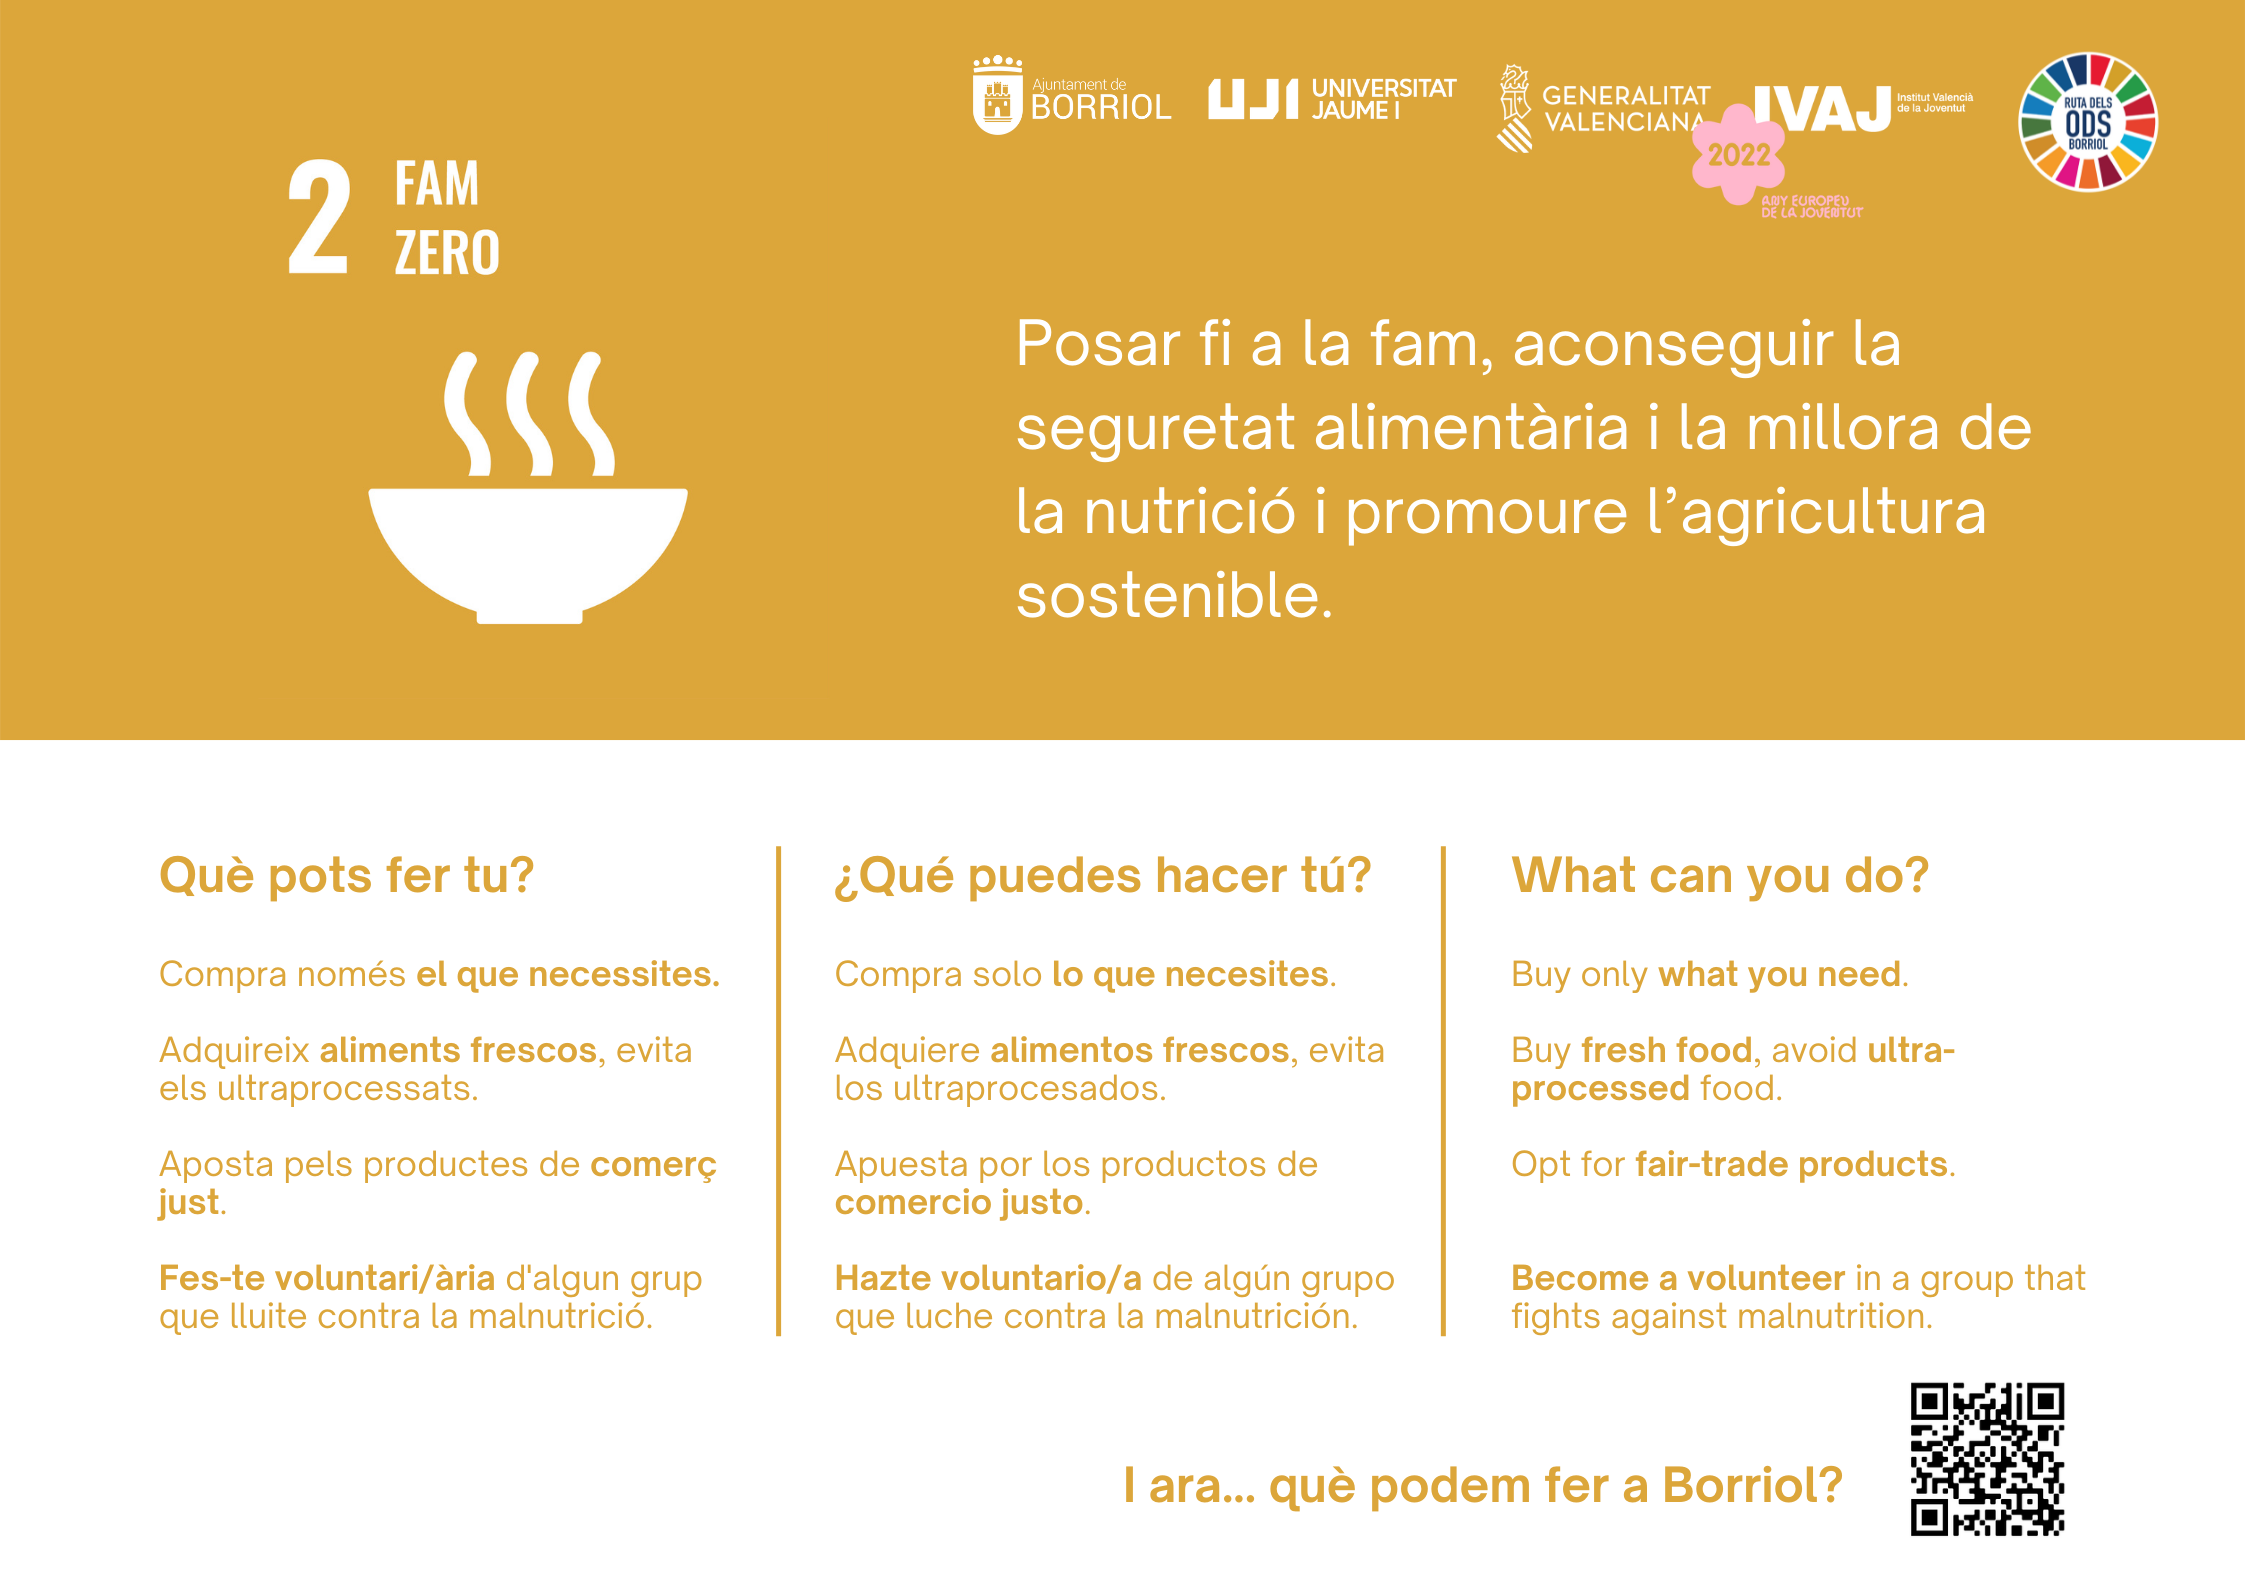 Ajuntament de
BORRIOL
UJI UNIVERSITAT
JAUME I
GENERALITAT
VALENCIANA
IVAJ Institut Valencià
de la Joventut
2022
ANY EUROPEU
DE LA JOVENTUT
RUTA DELS
ODS
BORRIOL
2 FAM
ZERO
Posar fi a la fam, aconseguir la
seguretat alimentària i la millora de
la nutrició i promoure l’agricultura
sostenible.
Què pots fer tu?
Compra només el que necessites.
Adquireix aliments frescos, evita
els ultraprocessats.
Aposta pels productes de comerç
just.
Fes-te voluntari/ària d'algun grup
que lluite contra la malnutrició.
¿Qué puedes hacer tú?
Compra solo lo que necesites.
Adquiere alimentos frescos, evita
los ultraprocesados.
Apuesta por los productos de
comercio justo.
Hazte voluntario/a de algún grupo
que luche contra la malnutrición.
What can you do?
Buy only what you need.
Buy fresh food, avoid ultra-
processed food.
Opt for fair-trade products.
Become a volunteer in a group that
fights against malnutrition.
I ara... què podem fer a Borriol?